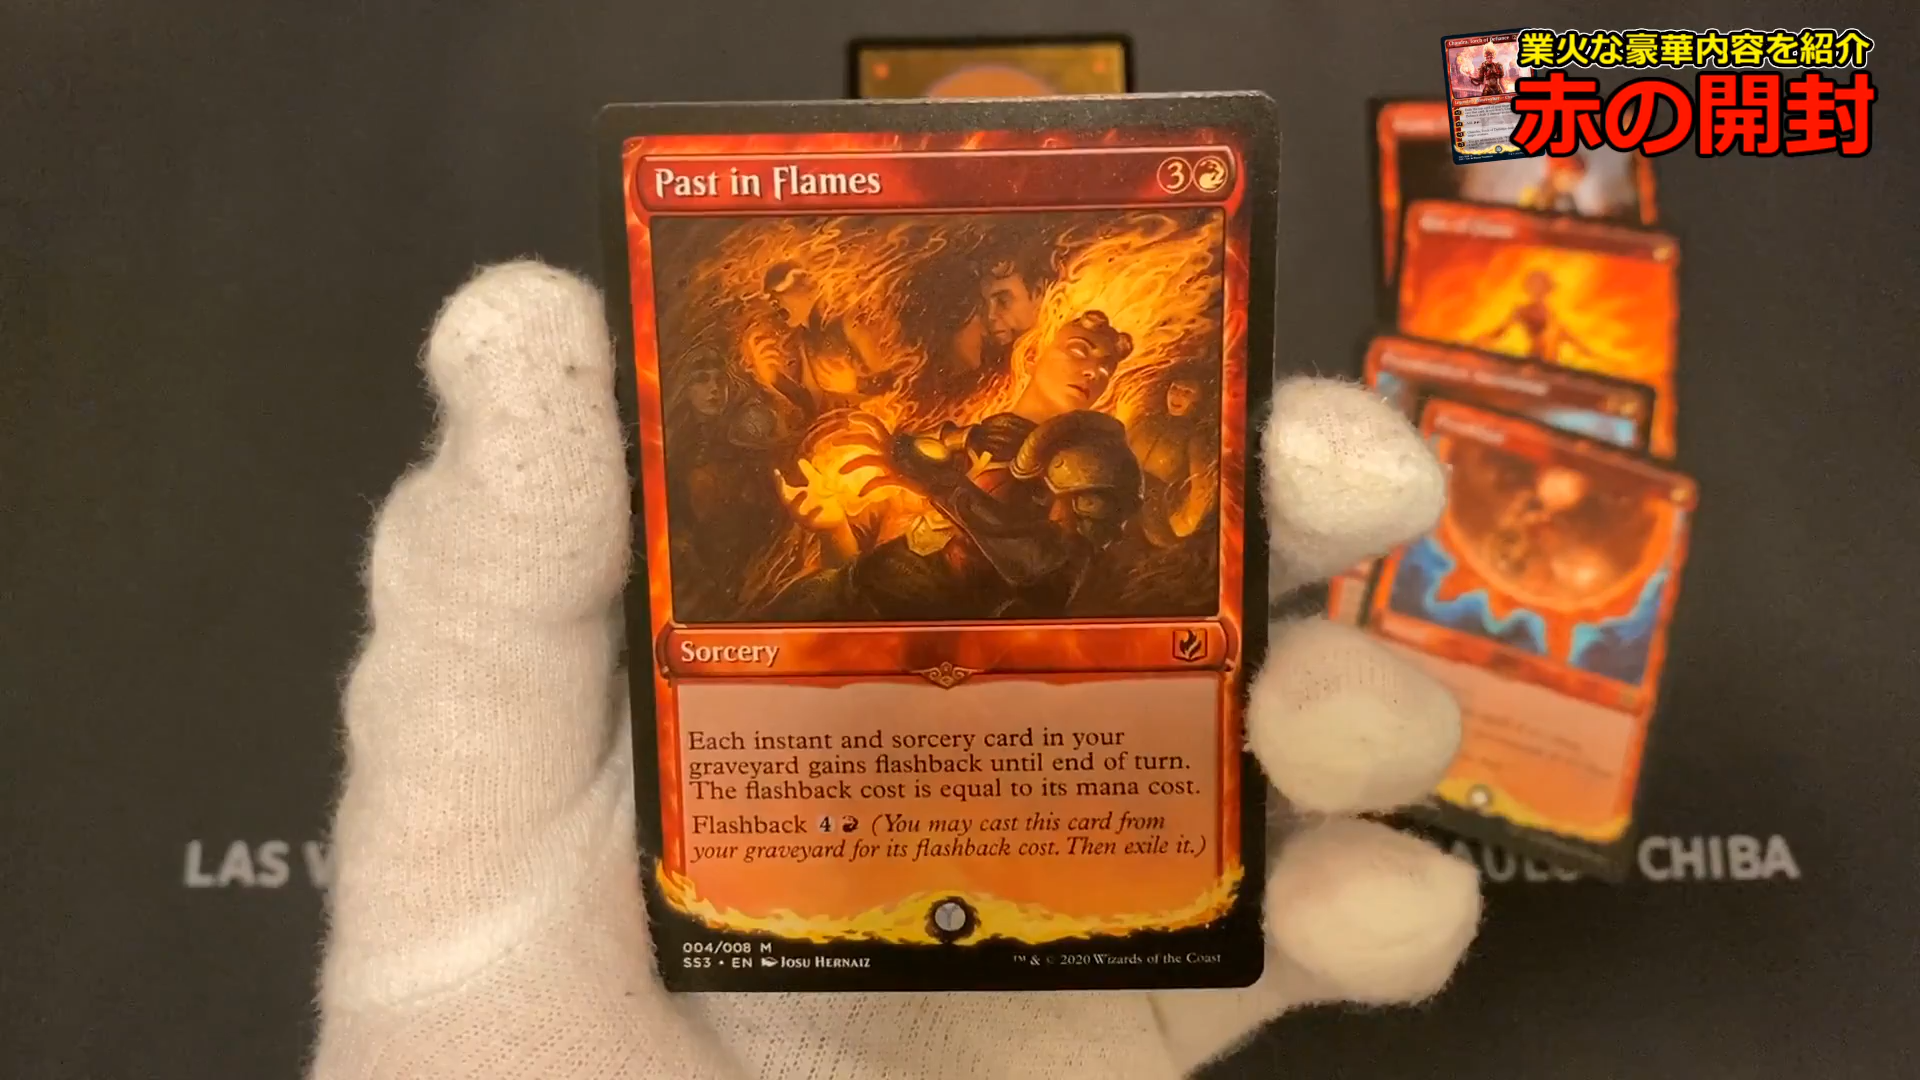 業火な豪華内容を紹介
赤の開封
Past in Flames
3
Sorcery
Each instant and sorcery card in your
graveyard gains flashback until end of turn.
The flashback cost is equal to its mana cost.
Flashback 4 (You may cast this card from
your graveyard for its flashback cost. Then exile it.)
004/008 M
SS3 • EN JOSU HERNAIZ
™ & © 2020 Wizards of the Coast
LAS
CHIBA